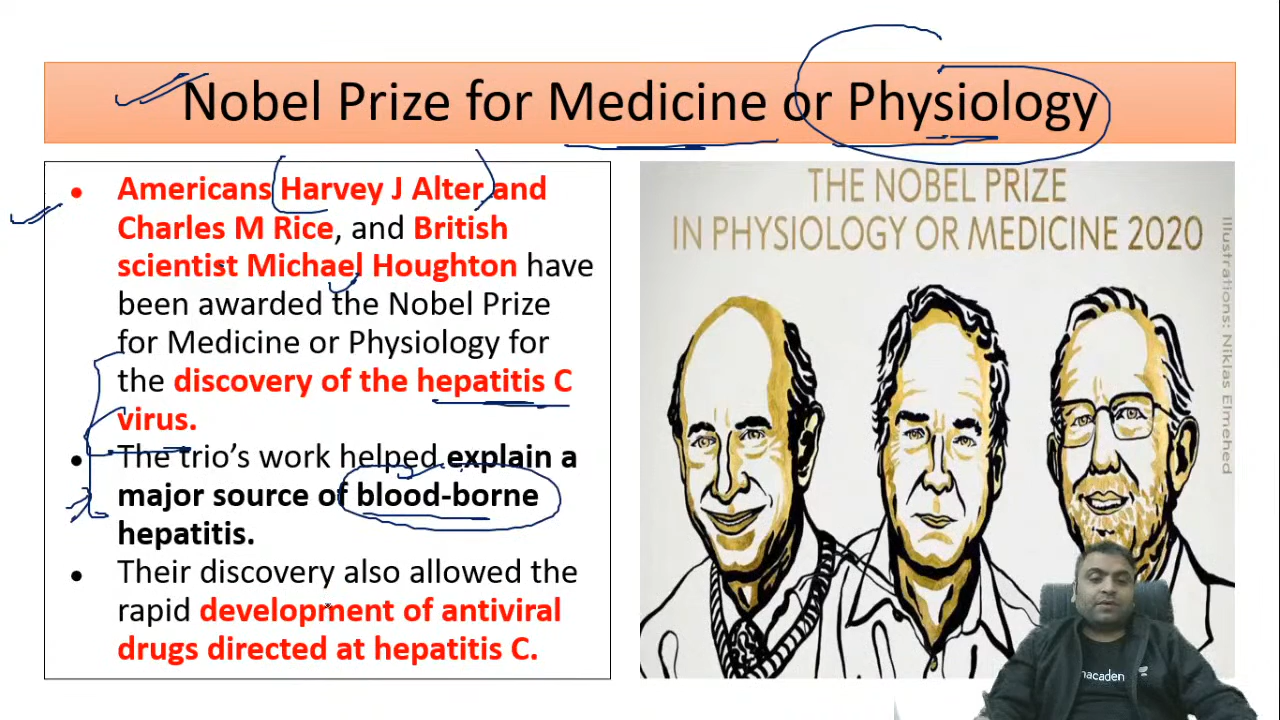 Nobel Prize for Medicine or Physiology
• Americans Harvey J Alter and
Charles M Rice, and British
scientist Michael Houghton have
been awarded the Nobel Prize
for Medicine or Physiology for
the discovery of the hepatitis C
virus.
• The trio's work helped explain a
major source of blood-borne
hepatitis.
• Their discovery also allowed the
rapid development of antiviral
drugs directed at hepatitis C.
THE NOBEL PRIZE
IN PHYSIOLOGY OR MEDICINE 2020
Illustrations: Niklas Elmehed